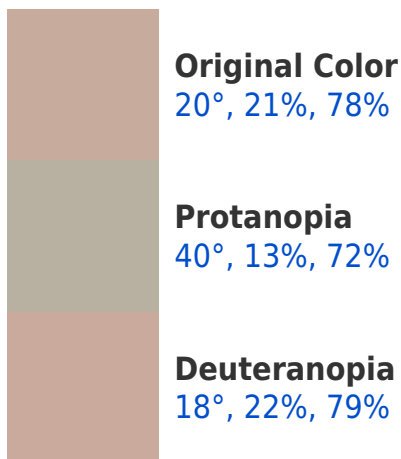 Original Color
20°, 21%, 78%
Protanopia
40°, 13%, 72%
Deuteranopia
18°, 22%, 79%